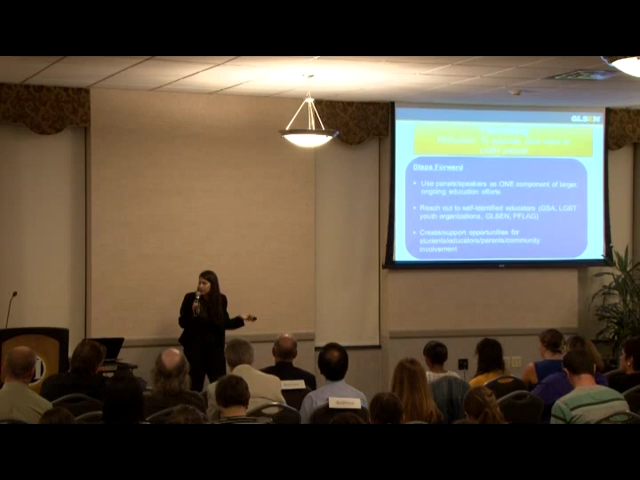 GLSEN
Steps Forward
• Use panels/speakers as ONE component of larger,
ongoing education efforts
• Reach out to self-identified educators (GSA, LGBT
youth organizations, GLSEN, PFLAG)
• Create/support opportunities for
students/educators/parents/community
involvement